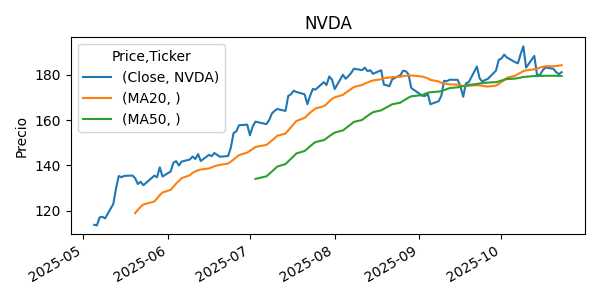 NVDA
Price,Ticker
(Close, NVDA)
(MA20, )
(MA50, )
Precio
180
160
140
120
2025-05
2025-06
2025-07
2025-08
2025-09
2025-10